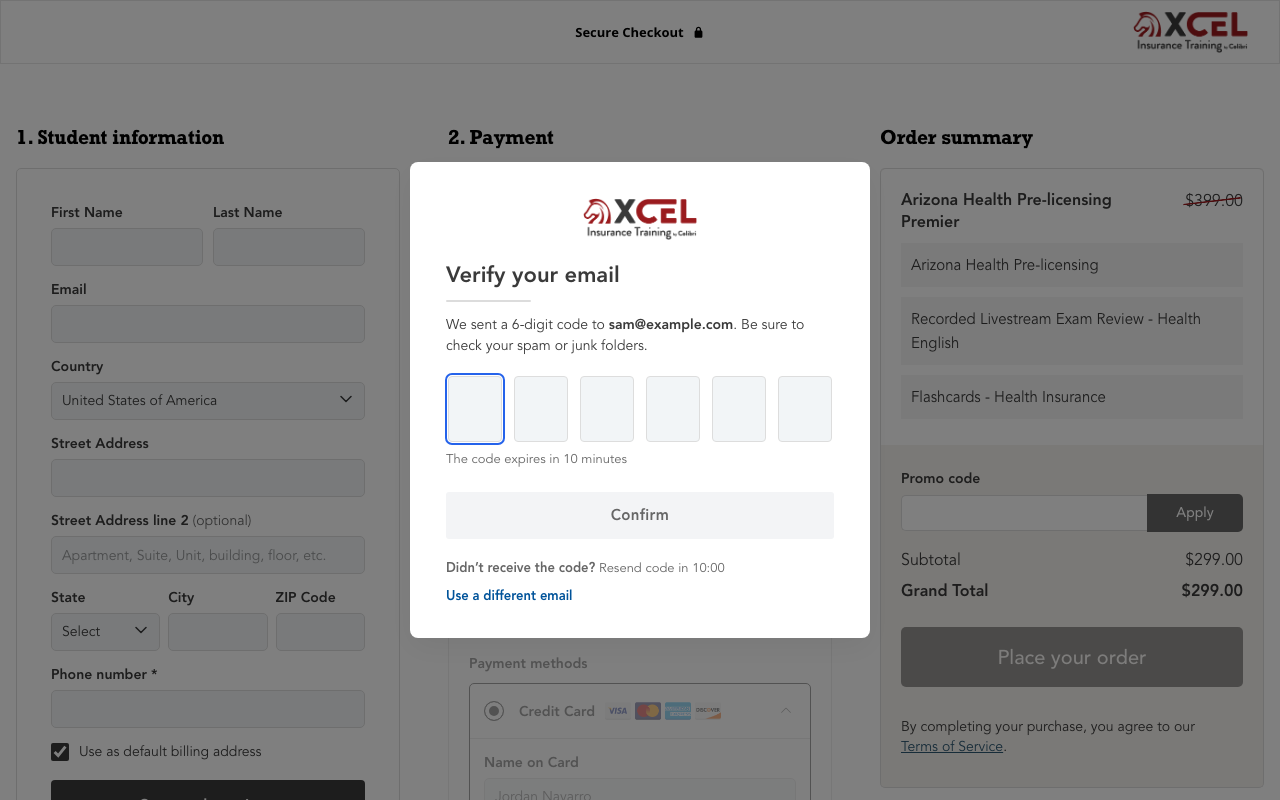 Secure Checkout
XCEL
Insurance Training by Colibri
1. Student information
First Name
Last Name
Email
Country
United States of America
Street Address
Street Address line 2 (optional)
Apartment, Suite, Unit, building, floor, etc.
State
City
ZIP Code
Select
Phone number *
Use as default billing address
2. Payment
XCEL
Insurance Training by Colibri
Verify your email
We sent a 6-digit code to sam@example.com. Be sure to
check your spam or junk folders.
The code expires in 10 minutes
Confirm
Didn't receive the code? Resend code in 10:00
Use a different email
Payment methods
Credit Card
VISA
DISCOVER
Name on Card
Jordan Navarro
Order summary
Arizona Health Pre-licensing
Premier
$399.00
Arizona Health Pre-licensing
Recorded Livestream Exam Review - Health
English
Flashcards - Health Insurance
Promo code
Apply
Subtotal
$299.00
Grand Total
$299.00
Place your order
By completing your purchase, you agree to our
Terms of Service.